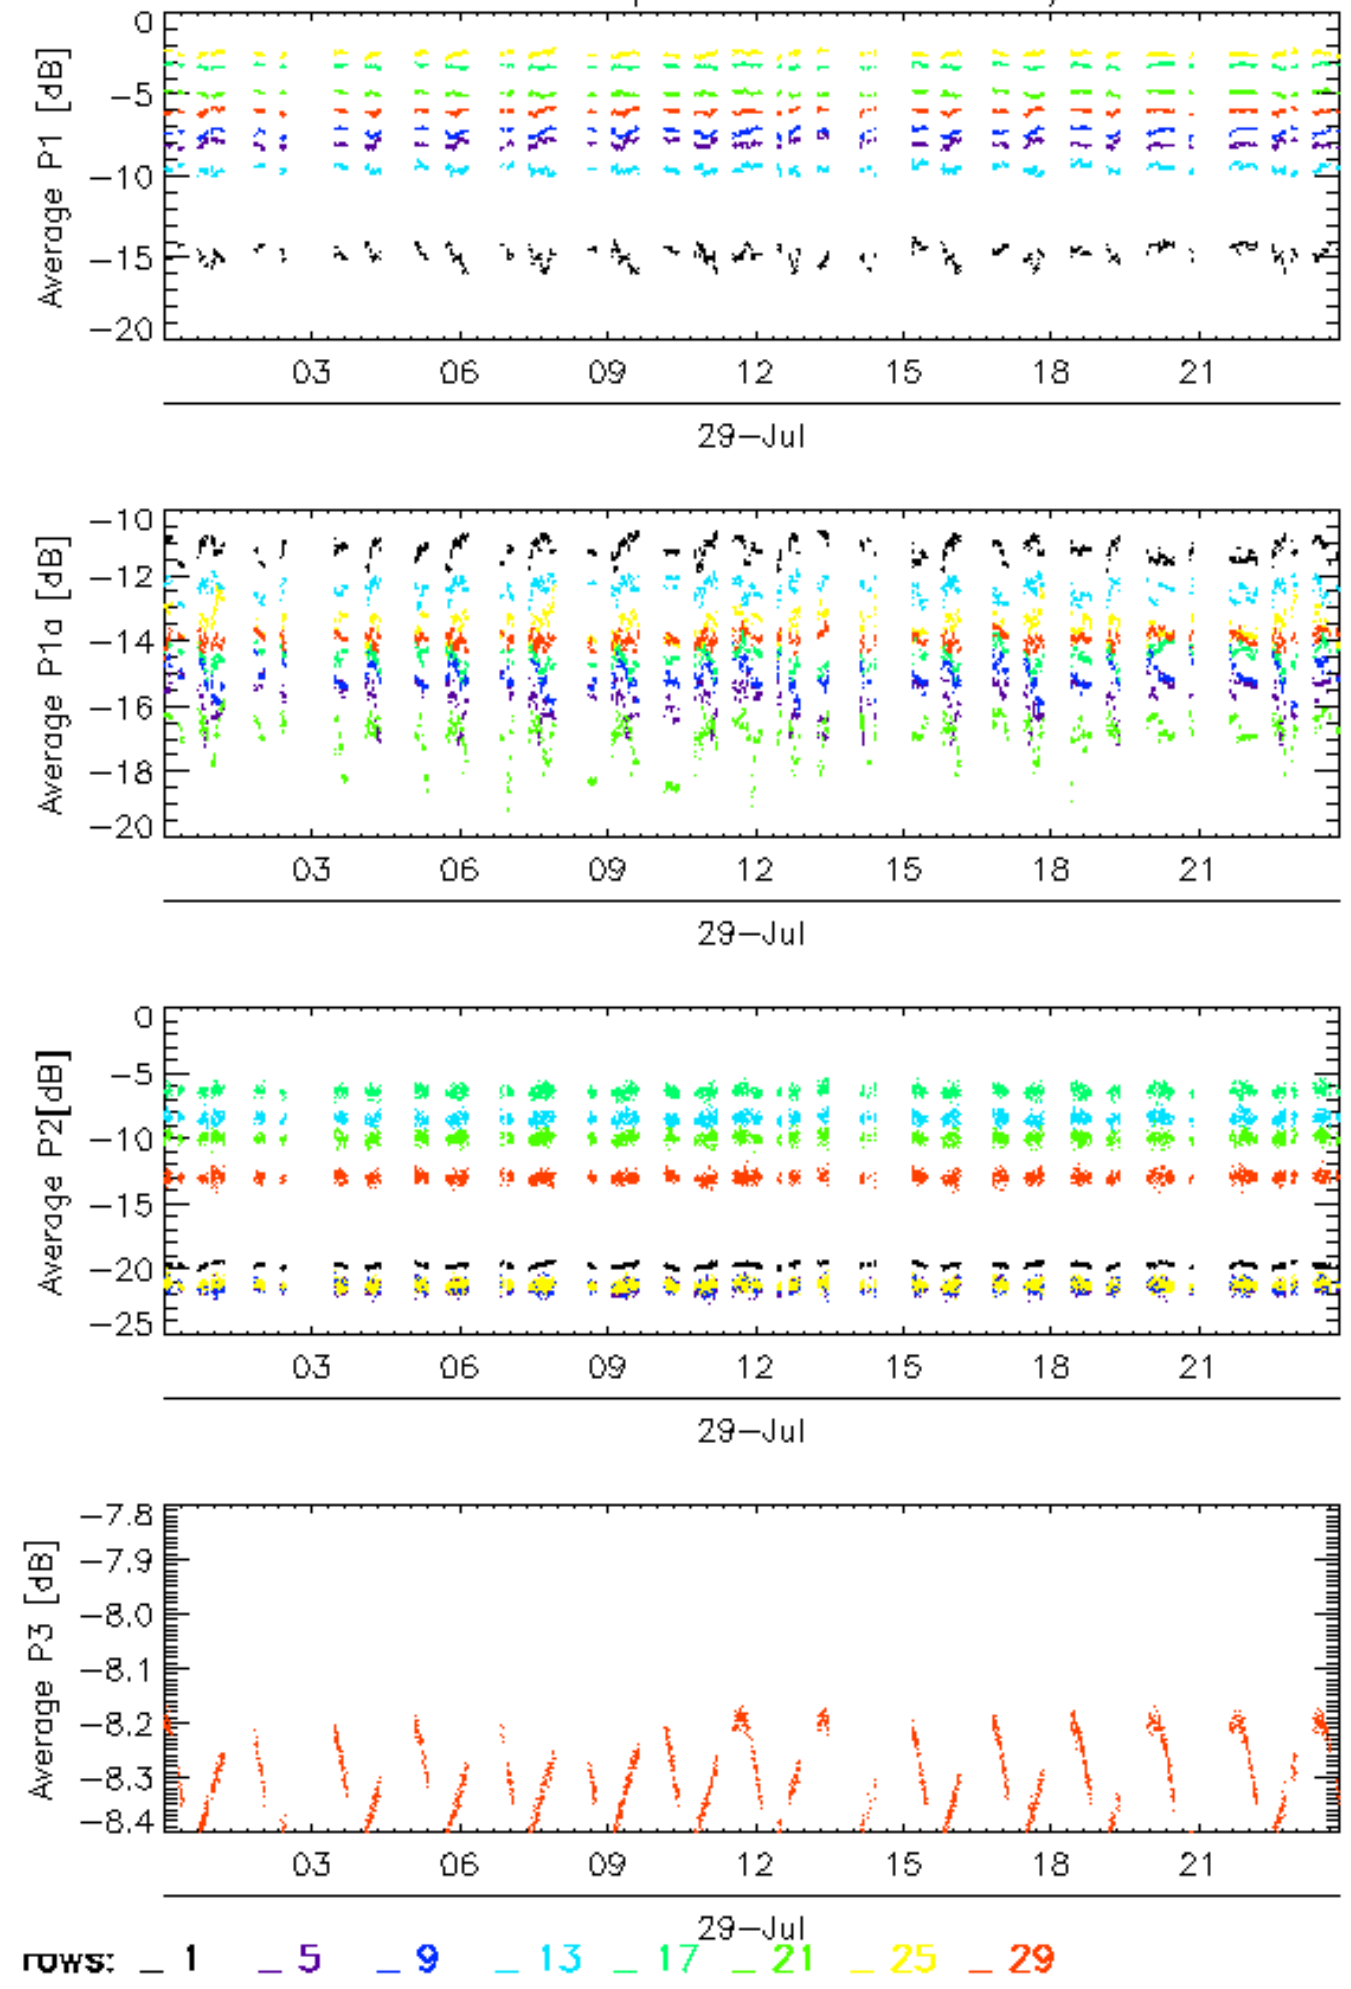 0
−5
−10
−15
−20
Average P1 [dB]
03 06 09 12 15 18 21
29−Jul
−10
−12
−14
−16
−18
−20
Average P1a [dB]
03 06 09 12 15 18 21
29−Jul
0
−5
−10
−15
−20
−25
Average P2[dB]
03 06 09 12 15 18 21
29−Jul
−7.8
−7.9
−8.0
−8.1
−8.2
−8.3
−8.4
Average P3 [dB]
03 06 09 12 15 18 21
29−Jul
rows: _ 1 _ 5 _ 9 _ 13 _ 17 _ 21 _ 25 _ 29